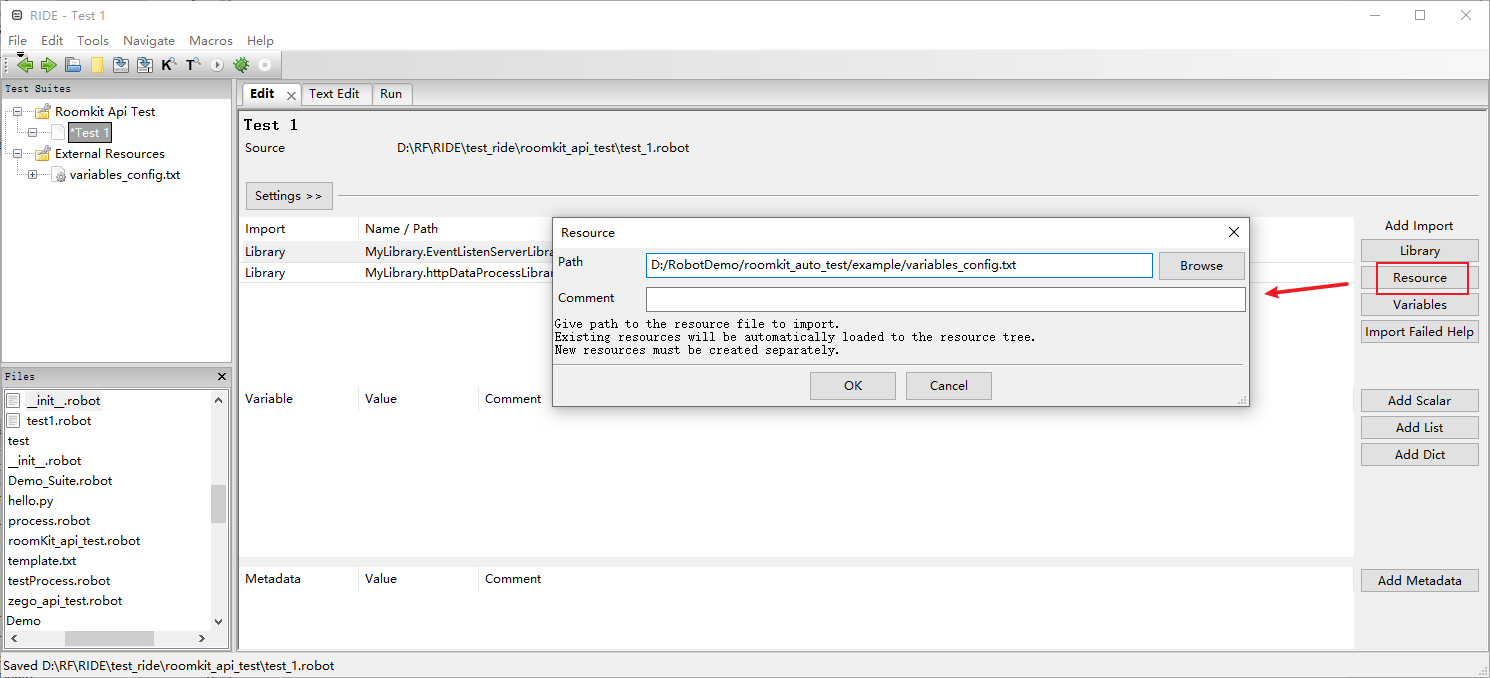 RIDE - Test 1
File Edit Tools Navigate Macros Help
K T
Test Suites
Roomkit Api Test
*Test 1
External Resources
variables_config.txt
Files
__init__.robot
test1.robot
test
__init__.robot
Demo_Suite.robot
hello.py
process.robot
roomKit_api_test.robot
template.txt
testProcess.robot
zego_api_test.robot
Demo
Edit Text Edit Run
Test 1
Source D:\RF\RIDE\test_ride\roomkit_api_test\test_1.robot
Settings >>
Import Name / Path
Library MyLibrary.EventListenServerLibra
Library MyLibrary.httpDataProcessLibrar
Resource
Path D:/RobotDemo/roomkit_auto_test/example/variables_config.txt Browse
Comment
Give path to the resource file to import.
Existing resources will be automatically loaded to the resource tree.
New resources must be created separately.
OK Cancel
Add Import
Library
Resource
Variables
Import Failed Help
Variable Value Comment
Add Scalar
Add List
Add Dict
Metadata Value Comment
Add Metadata
Saved D:\RF\RIDE\test_ride\roomkit_api_test\test_1.robot